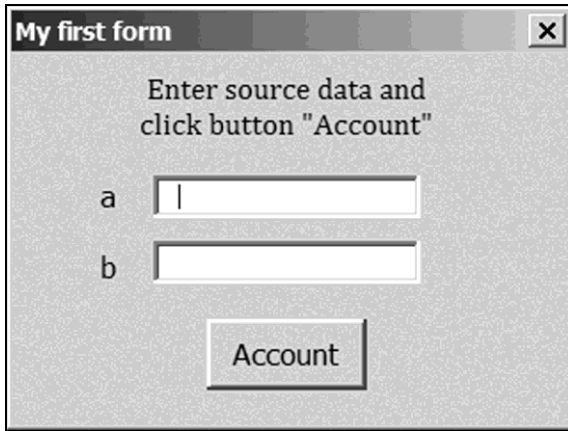 My first form
Enter source data and
click button "Account"
a
b
Account